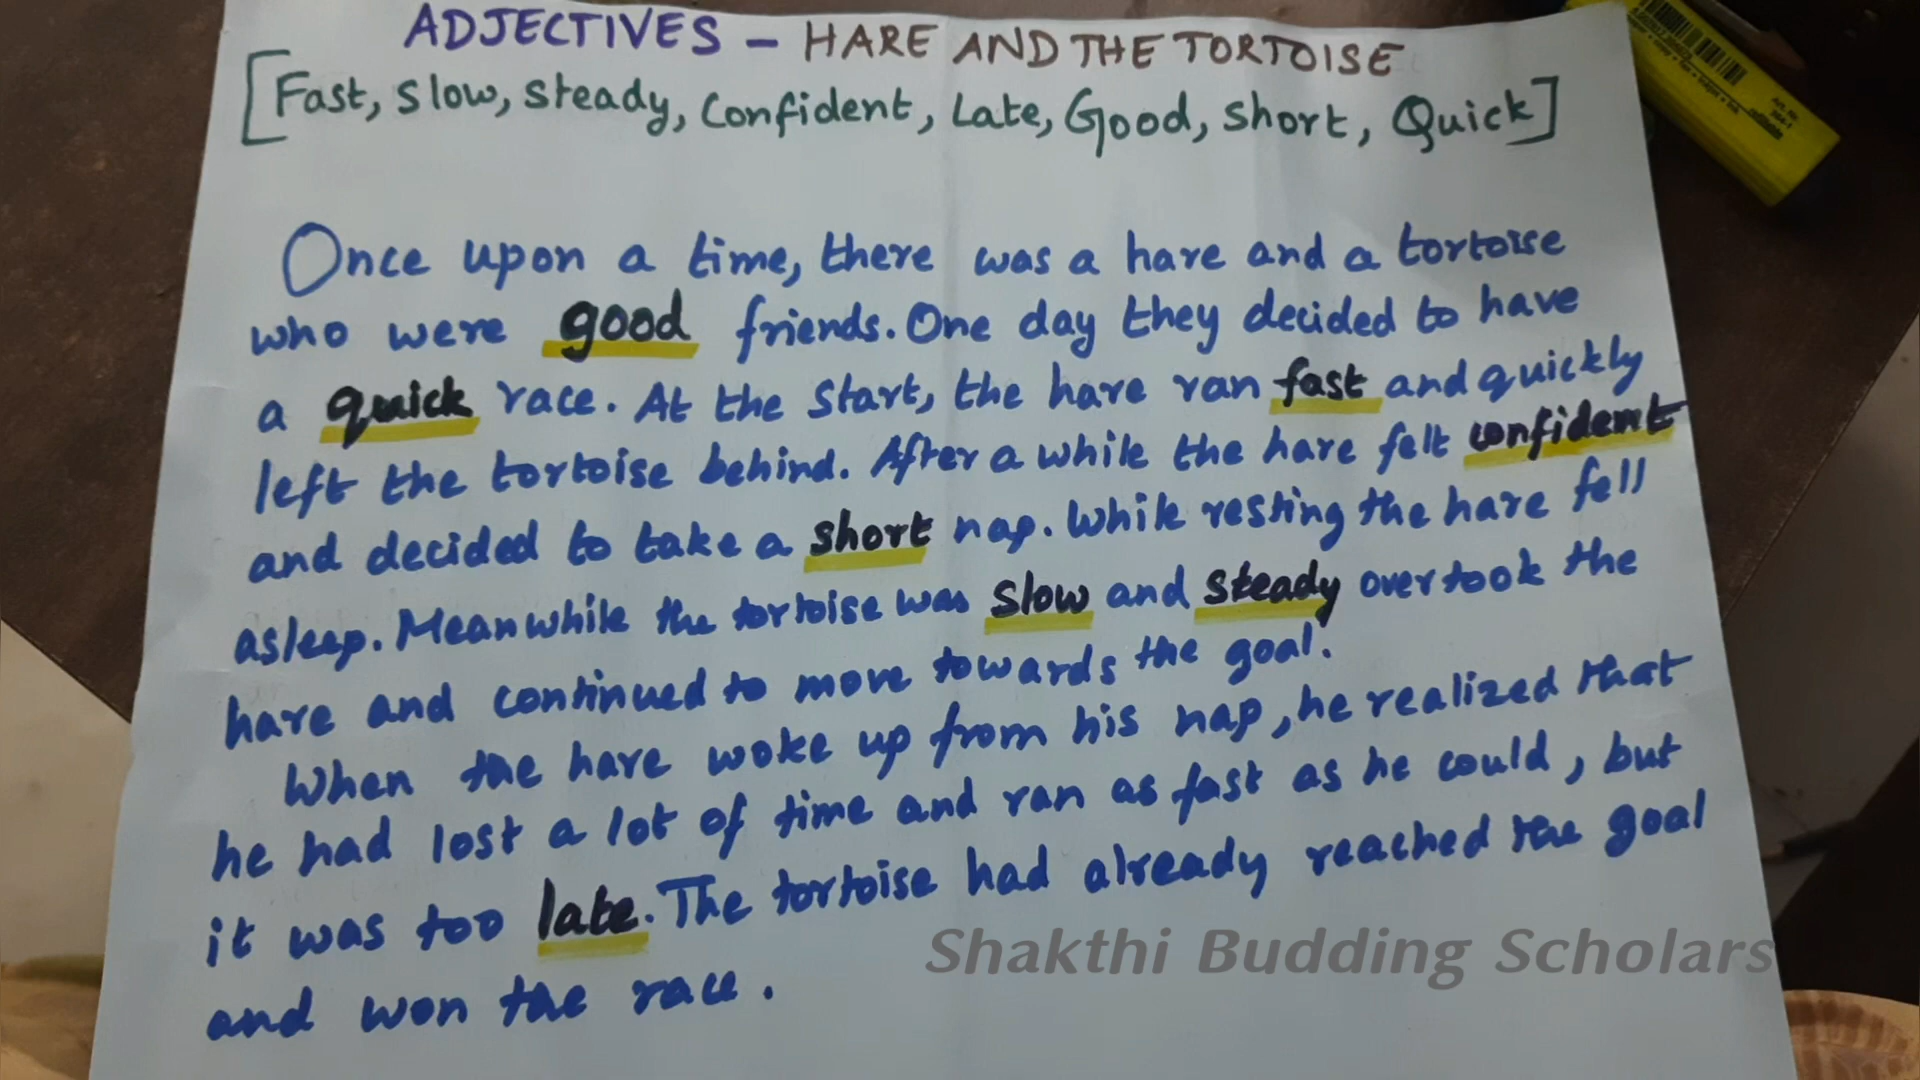 ADJECTIVES - HARE AND THE TORTOISE
[Fast, slow, steady, Confident, Late, Good, short, Quick]
Once upon a time, there was a hare and a tortoise
who were good friends. One day they decided to have
a quick race. At the start, the hare ran fast and quickly
left the tortoise behind. After a while the hare felt confident
and decided to take a short nap. While resting the hare fell
asleep. Meanwhile the tortoise was slow and steady overtook the
hare and continued to move towards the goal.
When the hare woke up from his nap, he realized that
he had lost a lot of time and ran as fast as he could, but
it was too late. The tortoise had already reached the goal
and won the race.
Shakthi Budding Scholars